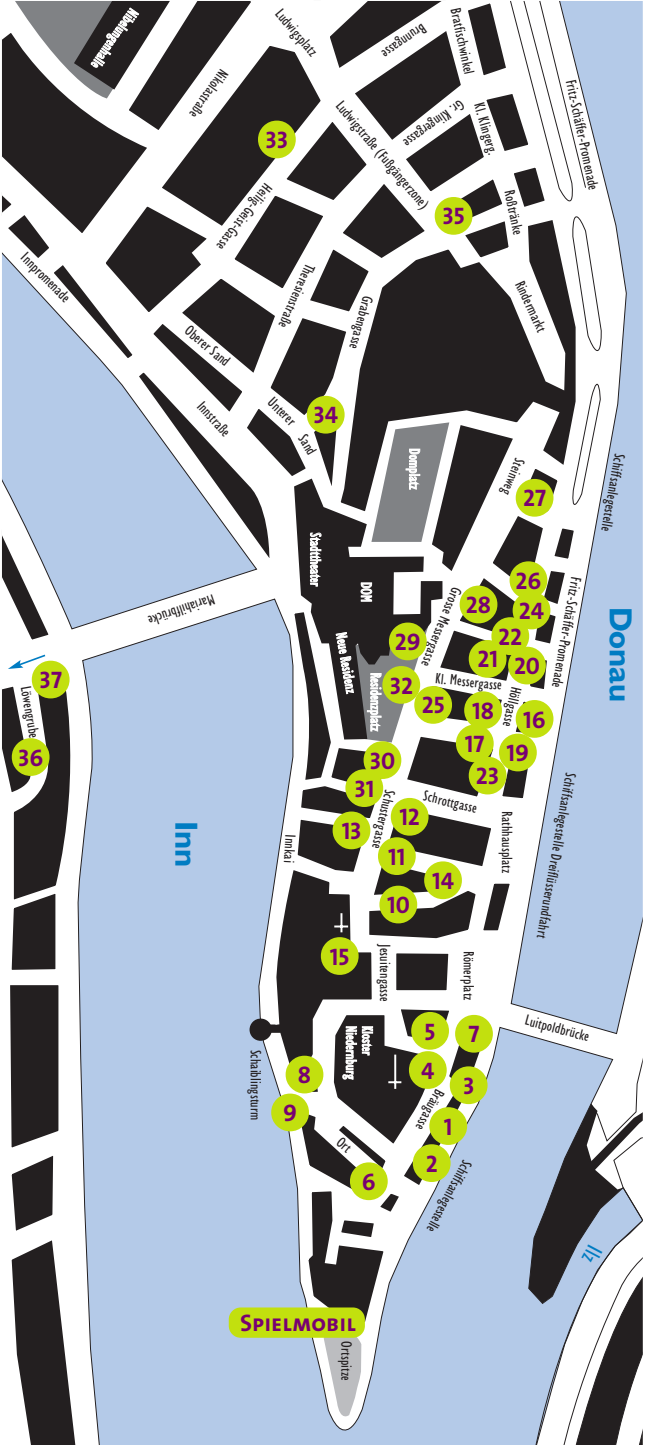 Nibelungenhalle
Ludwigsplatz
Nikolastraße
Brunngasse
Bratfischwinkel
Gr. Klingergasse
Kl. Klingerg.
Fritz-Schäffer-Promenade
33
Ludwigstraße (Fußgängerzone)
35
Roßtränke
Heilig-Geist-Gasse
Rindermarkt
Innpromenade
Theresienstraße
Grabengasse
Oberer Sand
Innstraße
Unterer
Sand
34
Domplatz
Steinweg
27
Schiffsanlegestelle
Stadttheater
DOM
Mariahilfbrücke
Grosse Messergasse
28
26
24
Fritz-Schäffer-Promenade
Donau
22
29
21
20
Neue Residenz
Residenzplatz
32
Kl. Messergasse
25
18
Höllgasse
16
37
Löwengrube
36
17
19
30
23
31
Schiffsanlegestelle Dreiflüsserundfahrt
Inn
Innkai
13
Schustergasse
12
Schrottgasse
Rathhausplatz
11
14
10
15
Jesuitengasse
Römerplatz
Luitpoldbrücke
Schaiblingsturm
Kloster
Niedernburg
5
7
4
3
8
Bräugasse
9
1
Ort
2
6
Schiffsanlegestelle
Ilz
SPIELMOBIL
Ortspitze